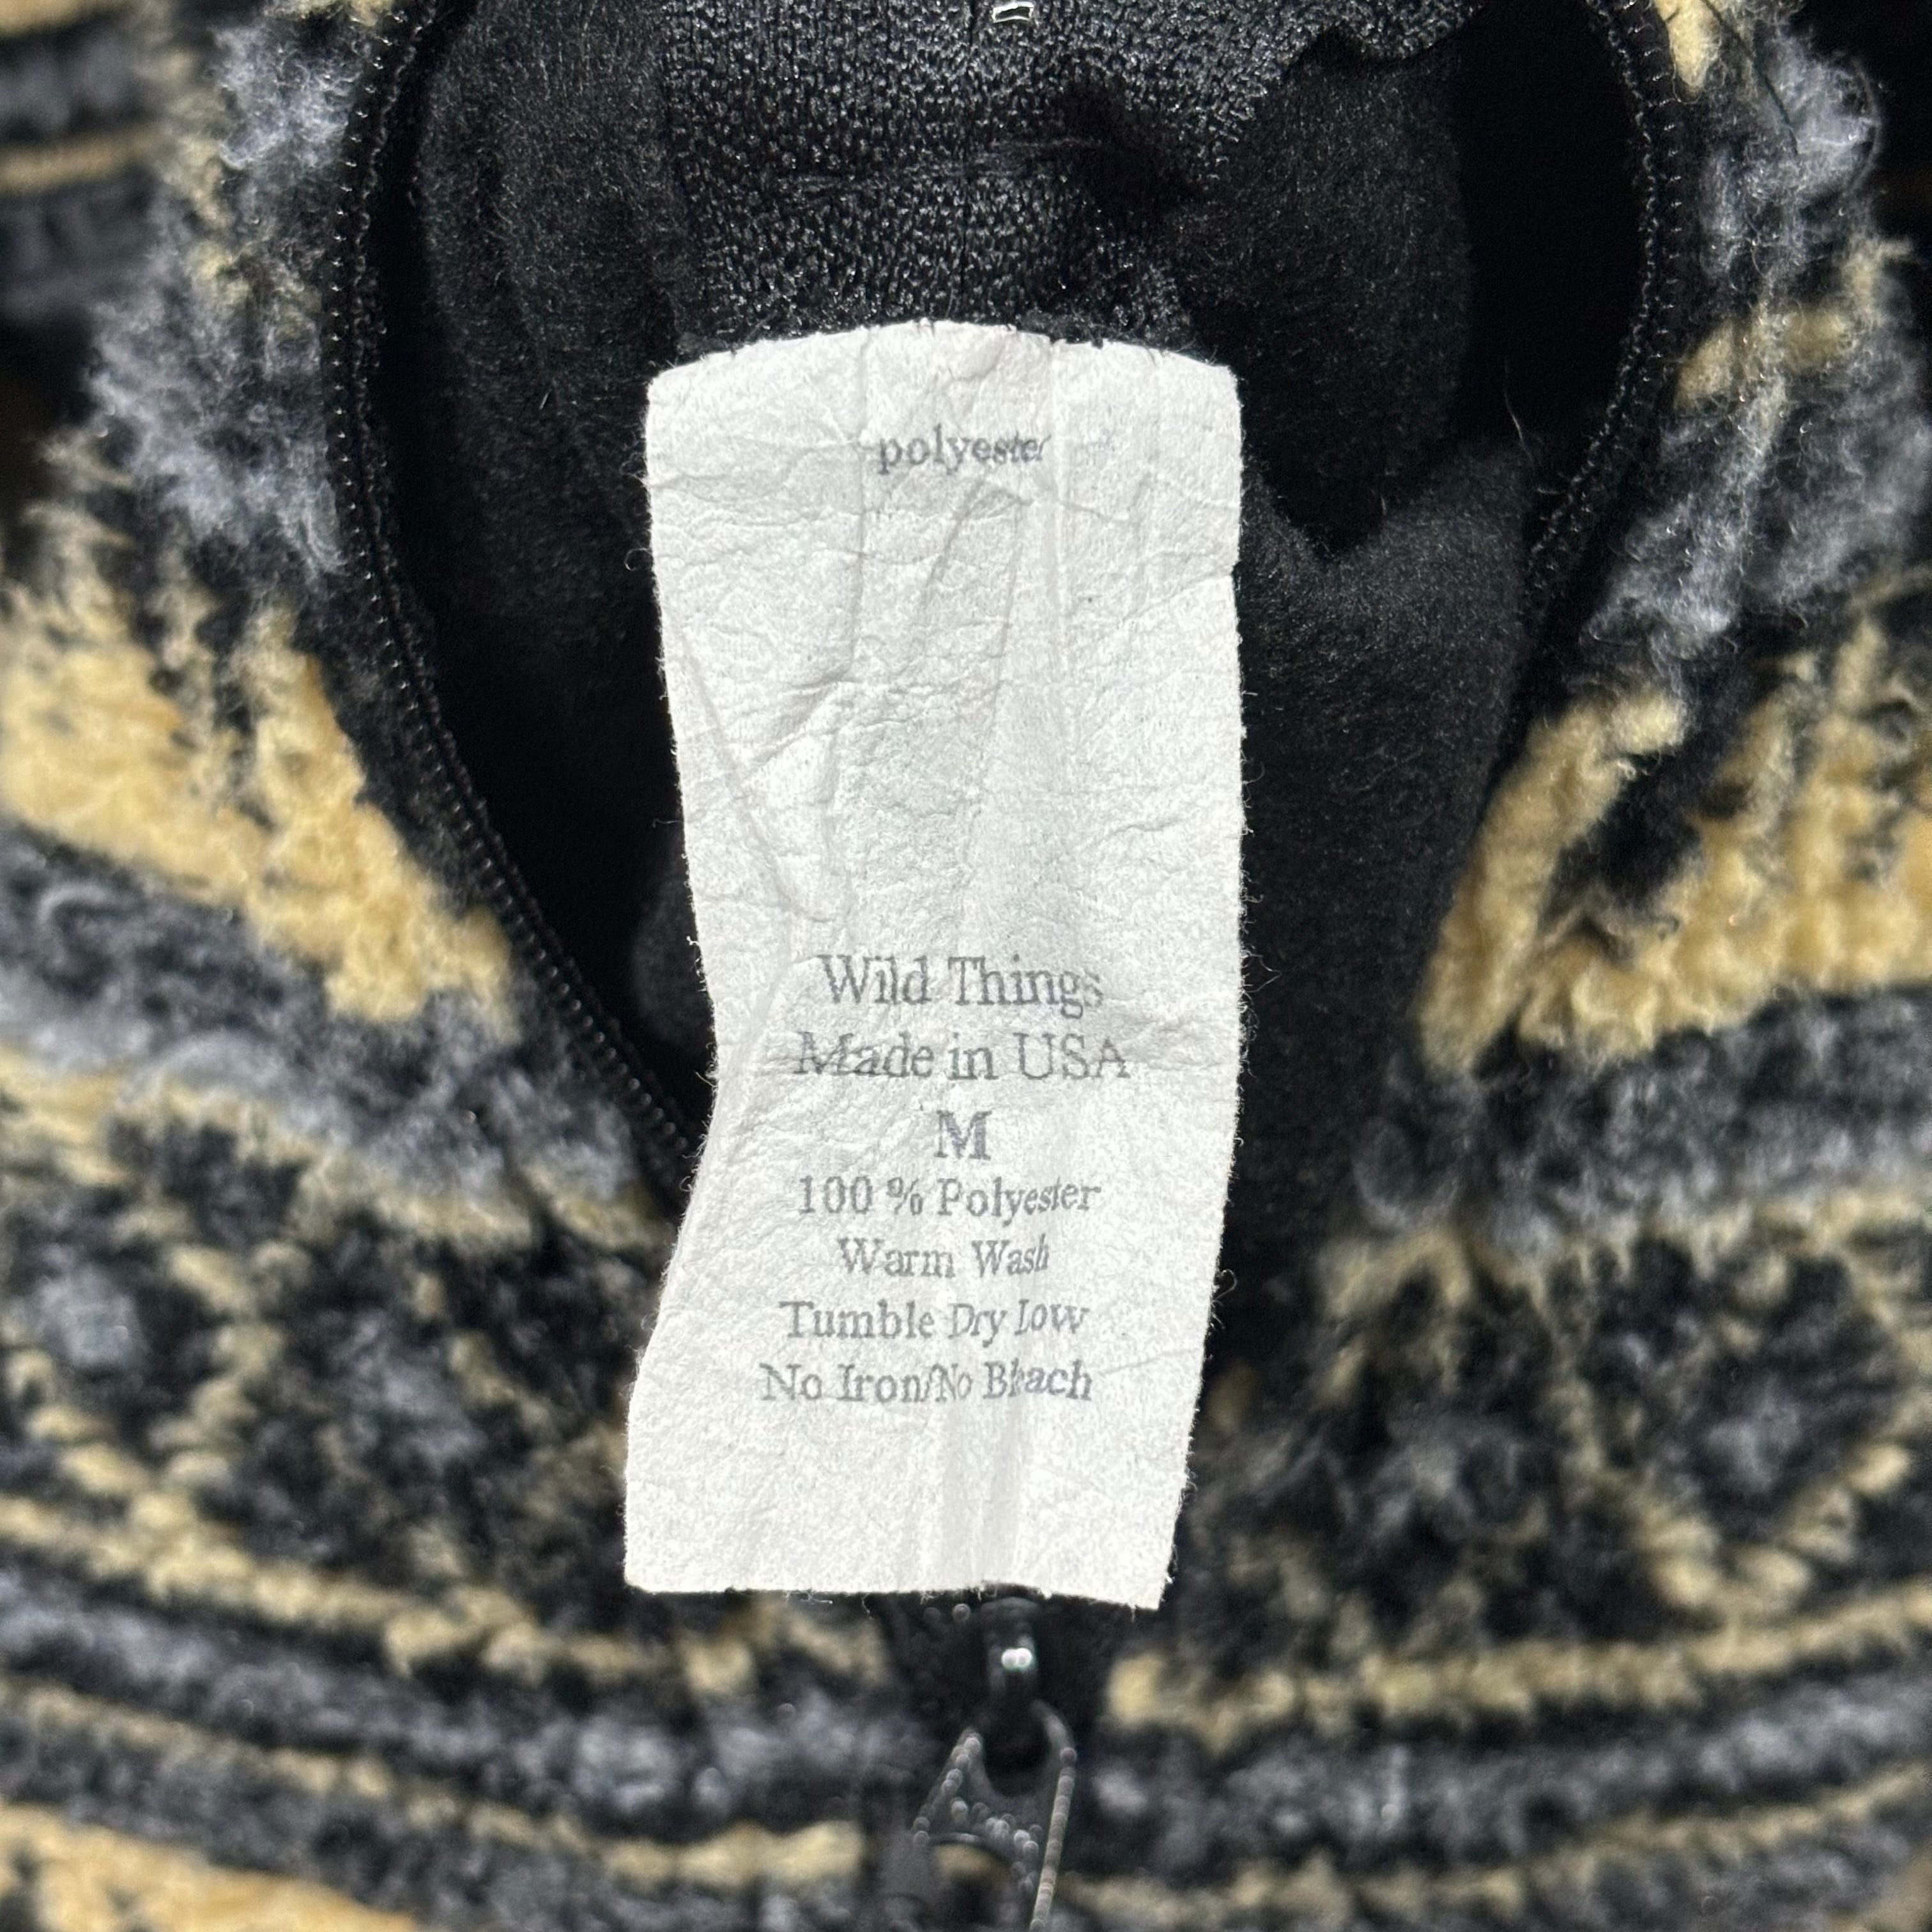 polyester
Wild Things
Made in USA
M
100 % Polyester
Warm Wash
Tumble Dry Low
No Iron/No Bleach